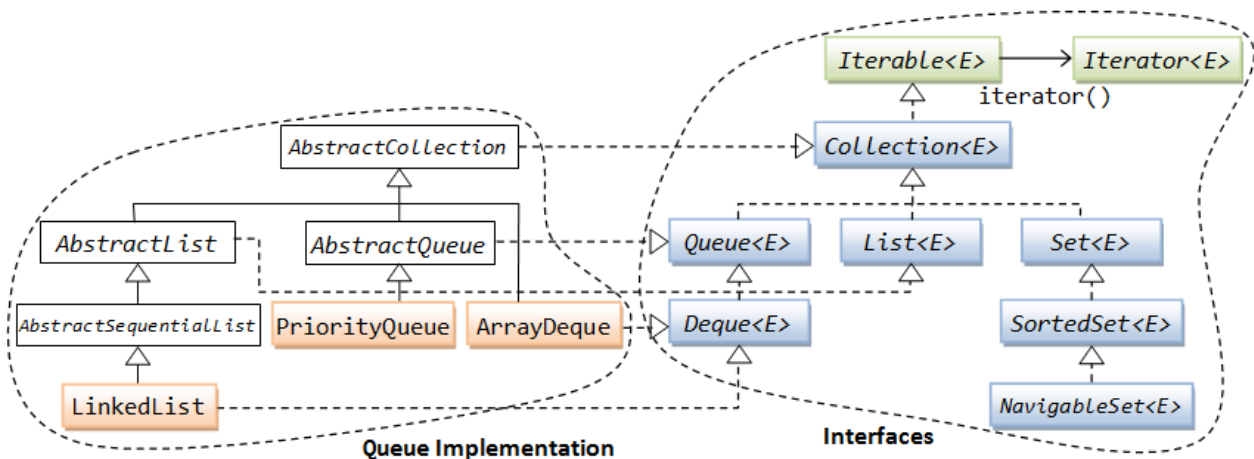 Iterable<E>
Iterator<E>
iterator()
AbstractCollection
Collection<E>
AbstractList
AbstractQueue
Queue<E>
List<E>
Set<E>
AbstractSequentialList
PriorityQueue
ArrayDeque
Deque<E>
SortedSet<E>
LinkedList
NavigableSet<E>
Queue Implementation
Interfaces